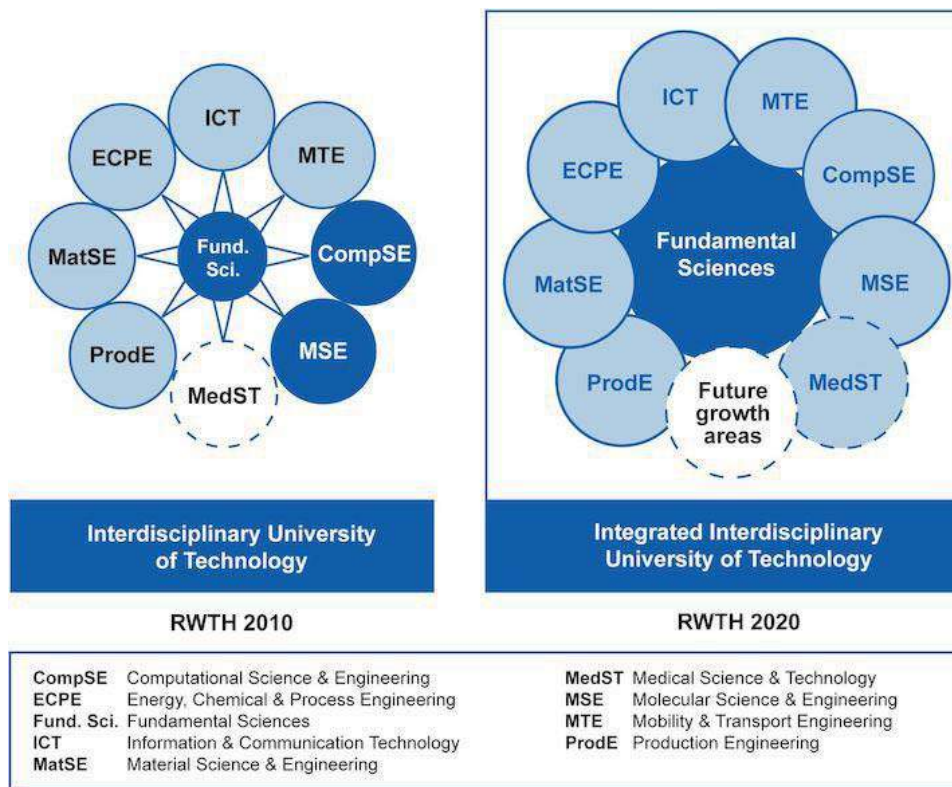 ICT
ECPE
MTE
Fund.
Sci.
MatSE
CompSE
ProdE
MSE
MedST
Interdisciplinary University
of Technology
RWTH 2010
ICT
MTE
ECPE
CompSE
Fundamental
Sciences
MatSE
MSE
ProdE
MedST
Future
growth
areas
Integrated Interdisciplinary
University of Technology
RWTH 2020
CompSE Computational Science & Engineering
ECPE Energy, Chemical & Process Engineering
Fund. Sci. Fundamental Sciences
ICT Information & Communication Technology
MatSE Material Science & Engineering
MedST Medical Science & Technology
MSE Molecular Science & Engineering
MTE Mobility & Transport Engineering
ProdE Production Engineering